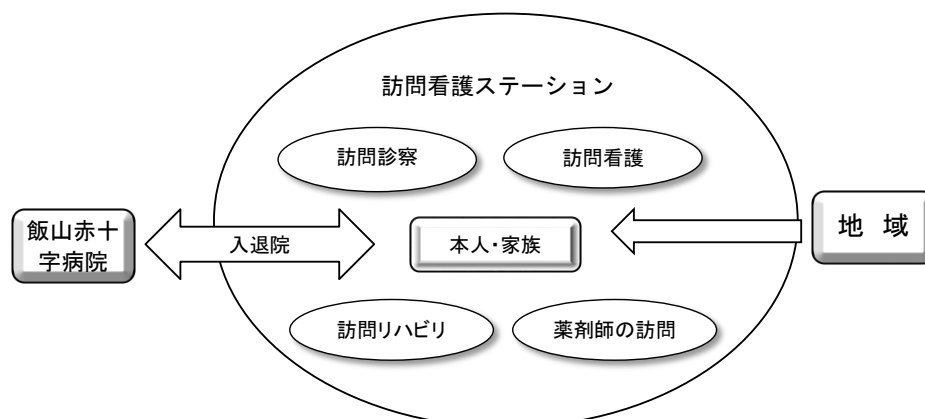 訪問看護ステーション
訪問診察
訪問看護
飯山赤十
字病院
入退院
本人・家族
地 域
訪問リハビリ
薬剤師の訪問